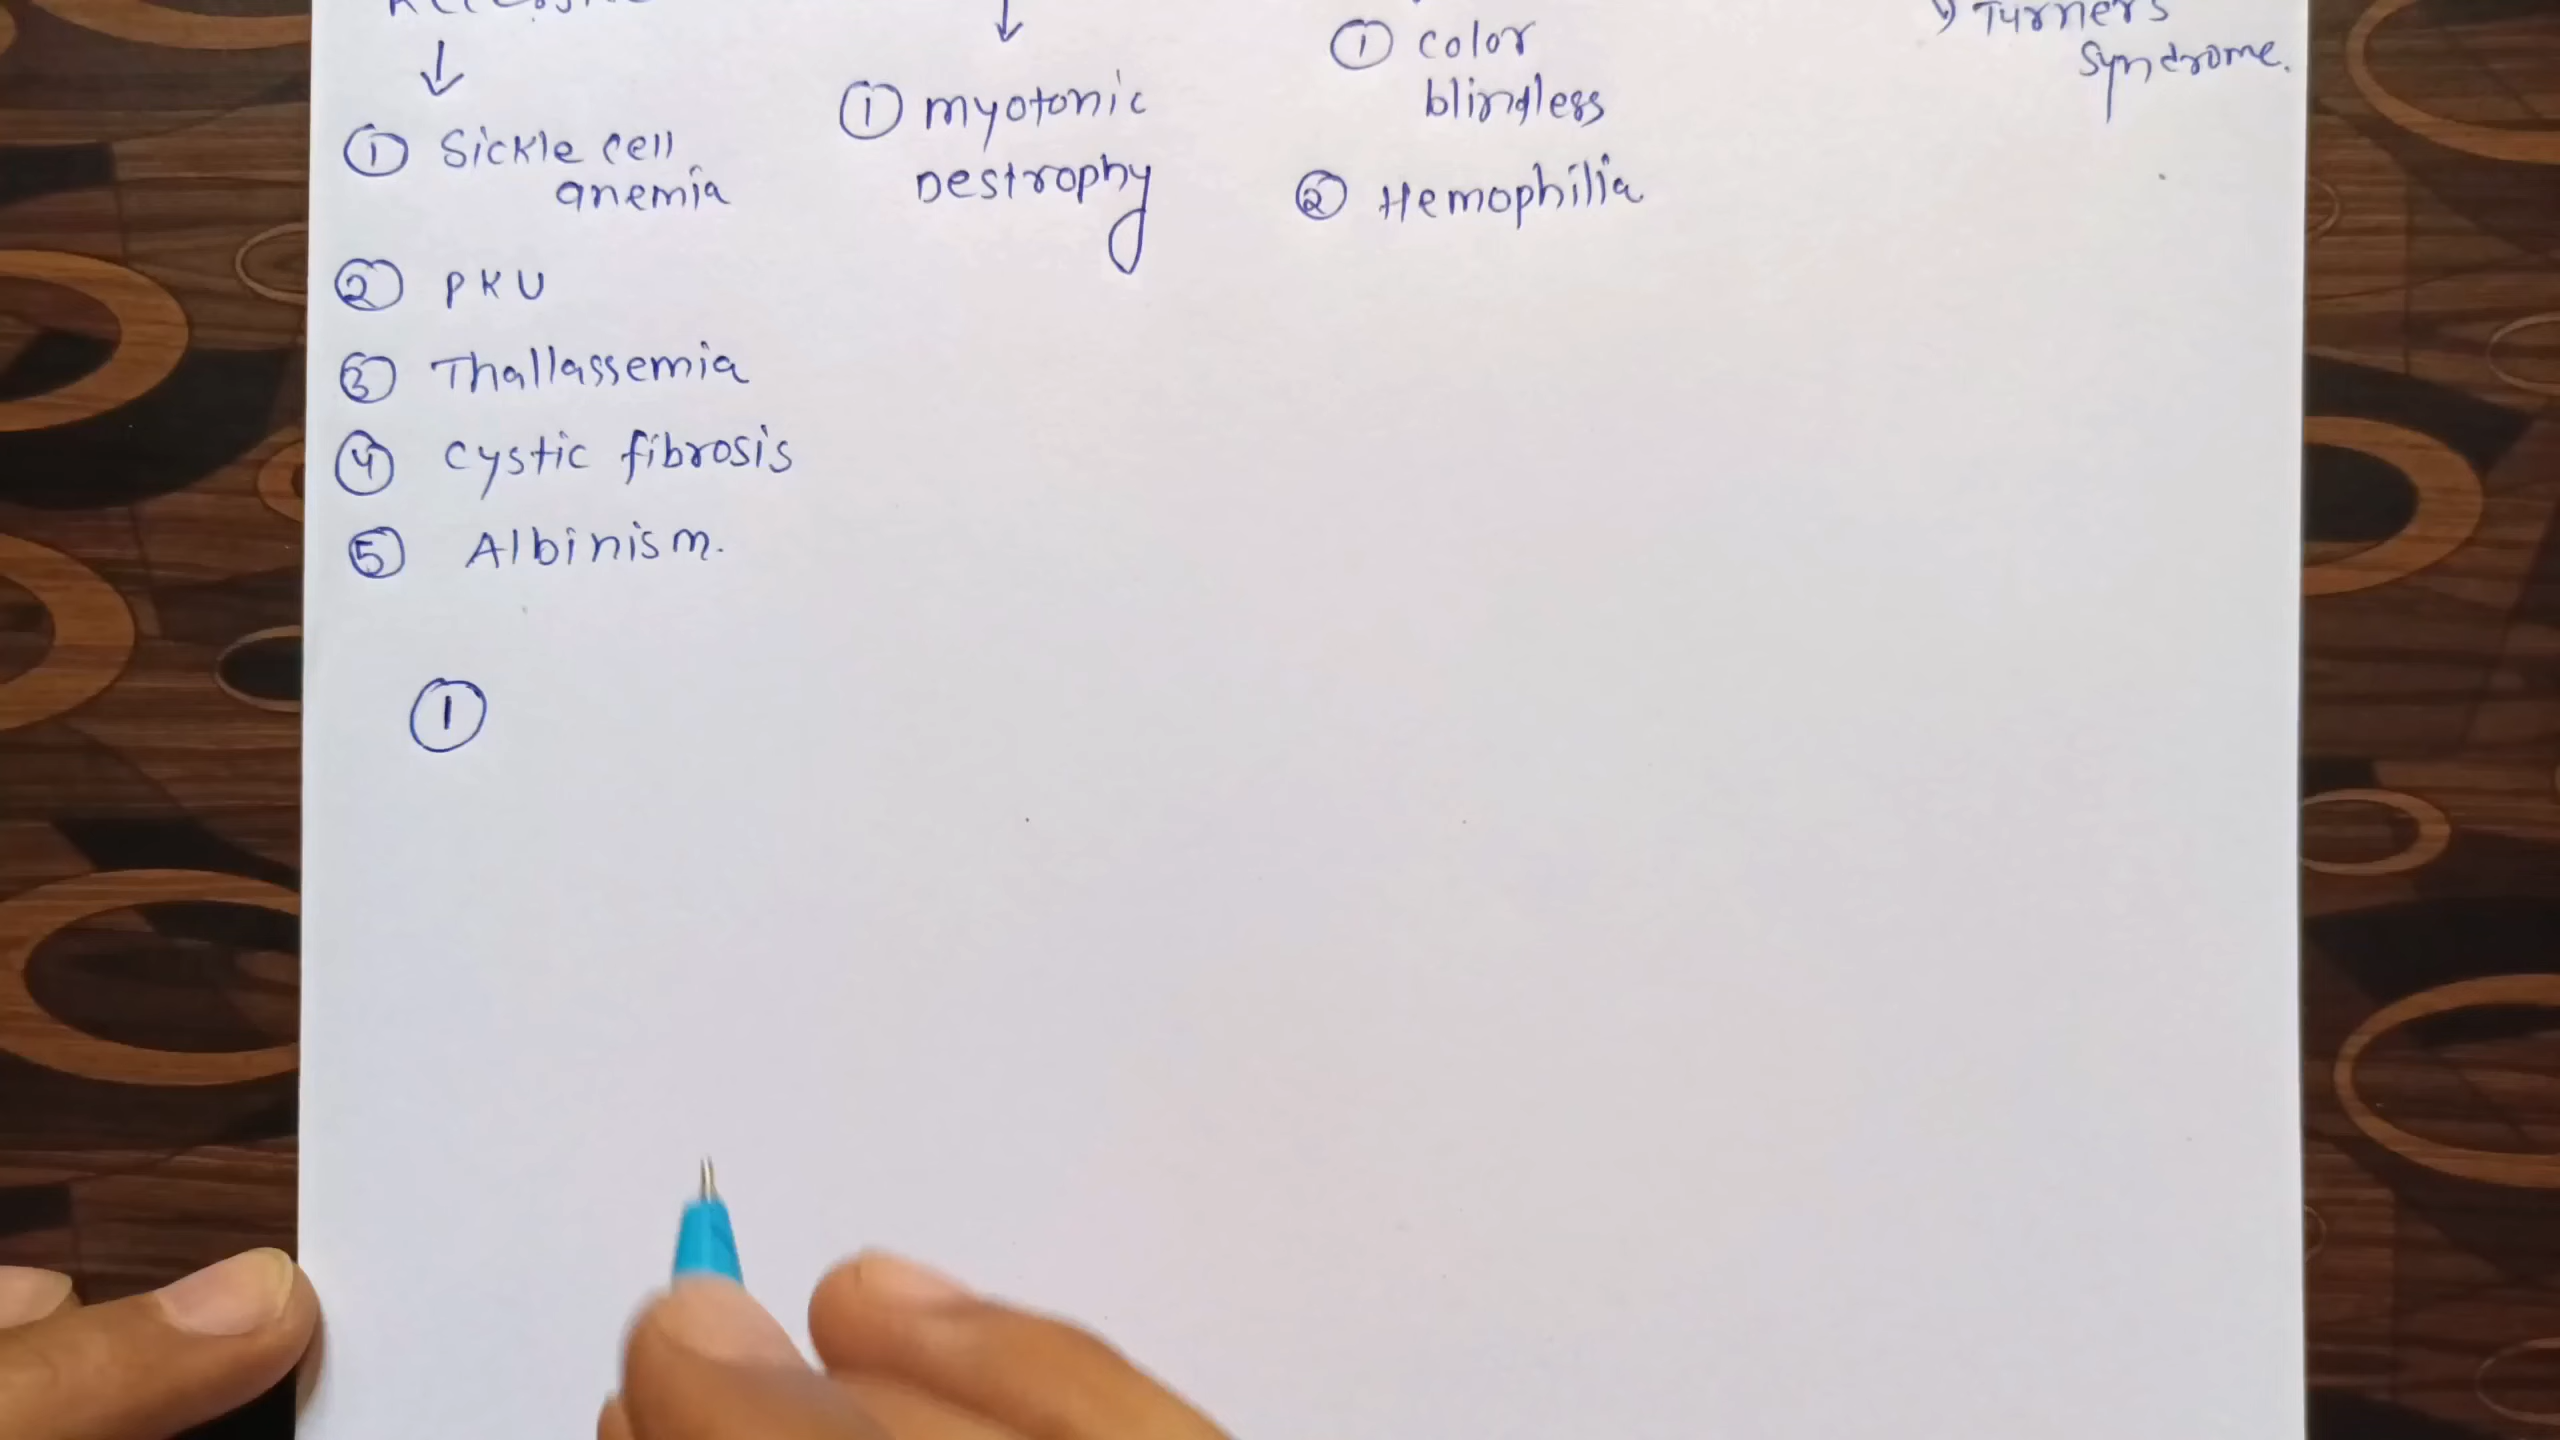 ↓
① Sickle cell
anemia
② PKU
③ Thallassemia
④ Cystic fibrosis
⑤ Albinism.
↓
① myotonic
Destrophy
① color
blindless
② Hemophilia
Turners
Syndrome.
①